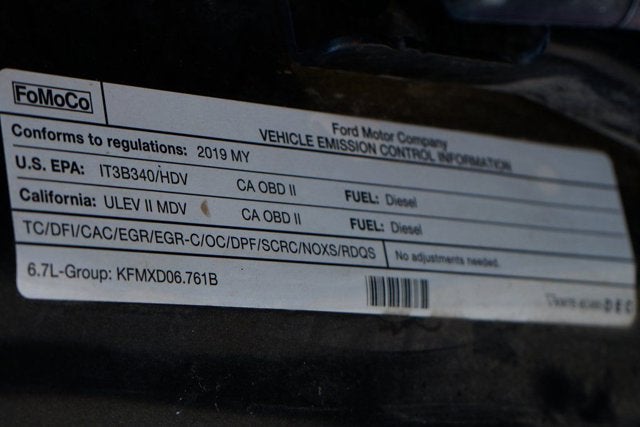 FoMoCo
Ford Motor Company
VEHICLE EMISSION CONTROL INFORMATION
Conforms to regulations: 2019 MY
U.S. EPA: IT3B340/HDV CA OBD II FUEL: Diesel
California: ULEV II MDV CA OBD II FUEL: Diesel
TC/DFI/CAC/EGR/EGR-C/OC/DPF/SCRC/NOXS/RDQS No adjustments needed.
6.7L-Group: KFMXD06.761B